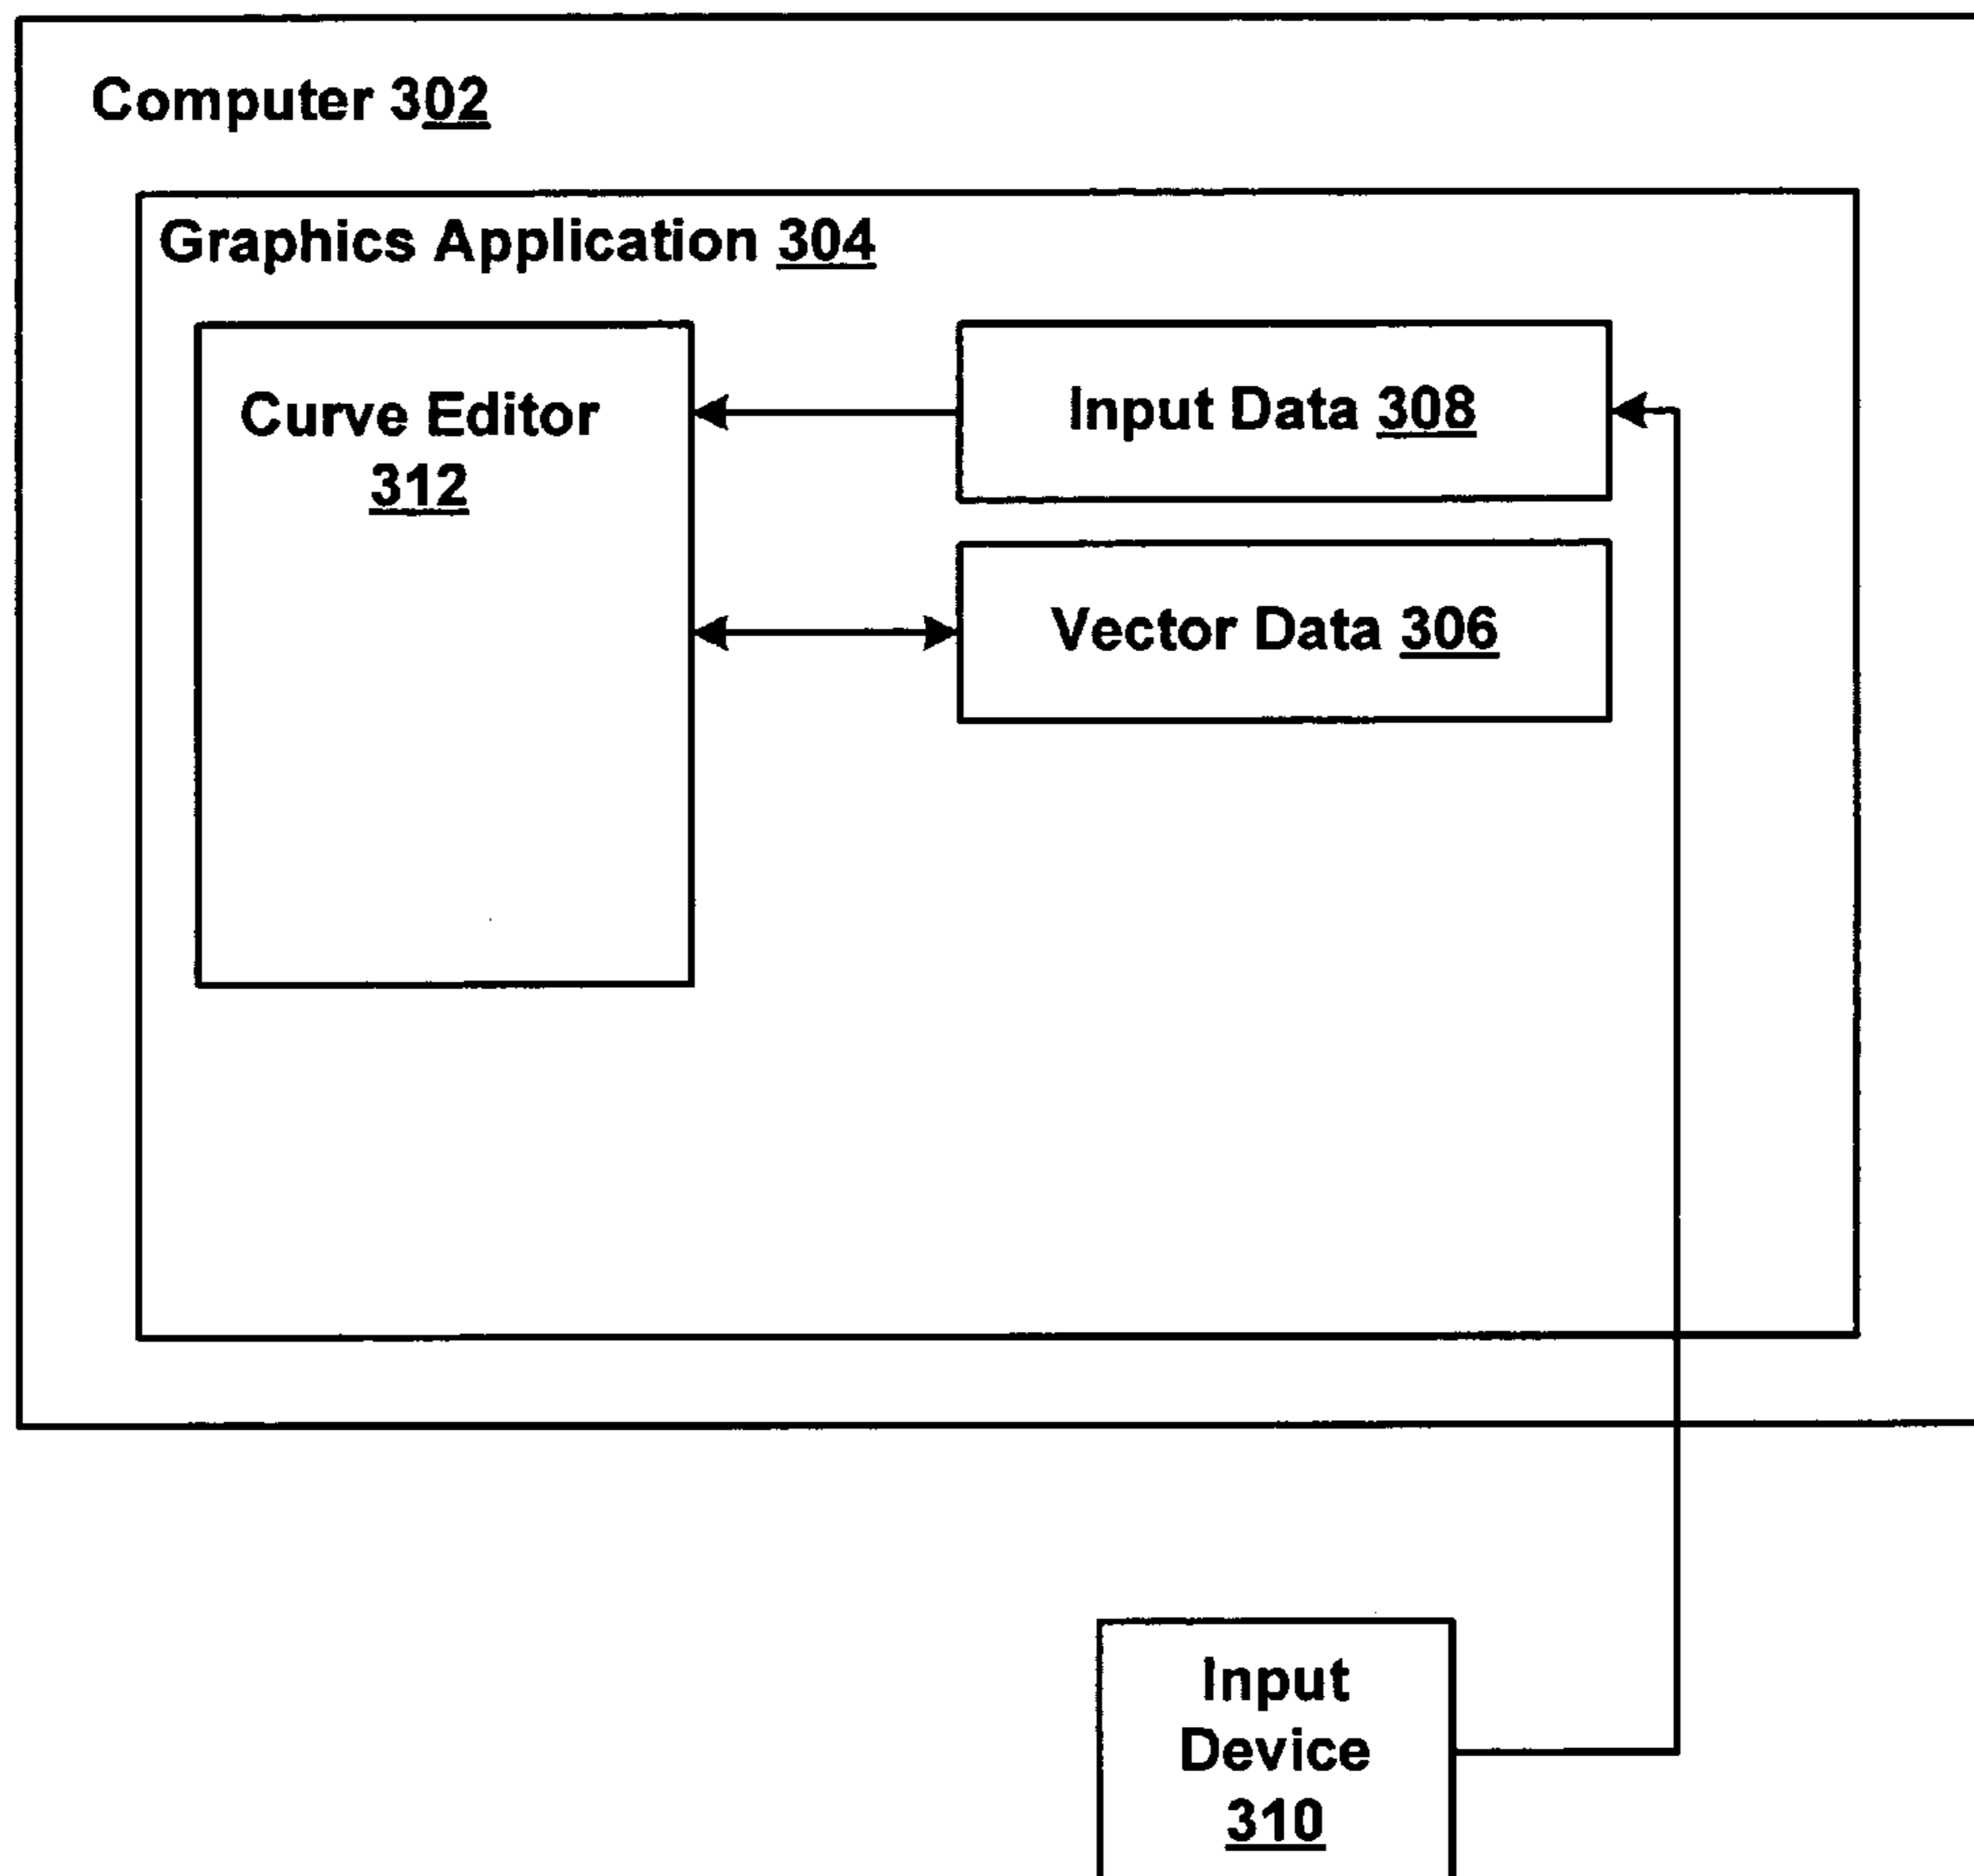 Computer 302
Graphics Application 304
Curve Editor
312
Input Data 308
Vector Data 306
Input
Device
310